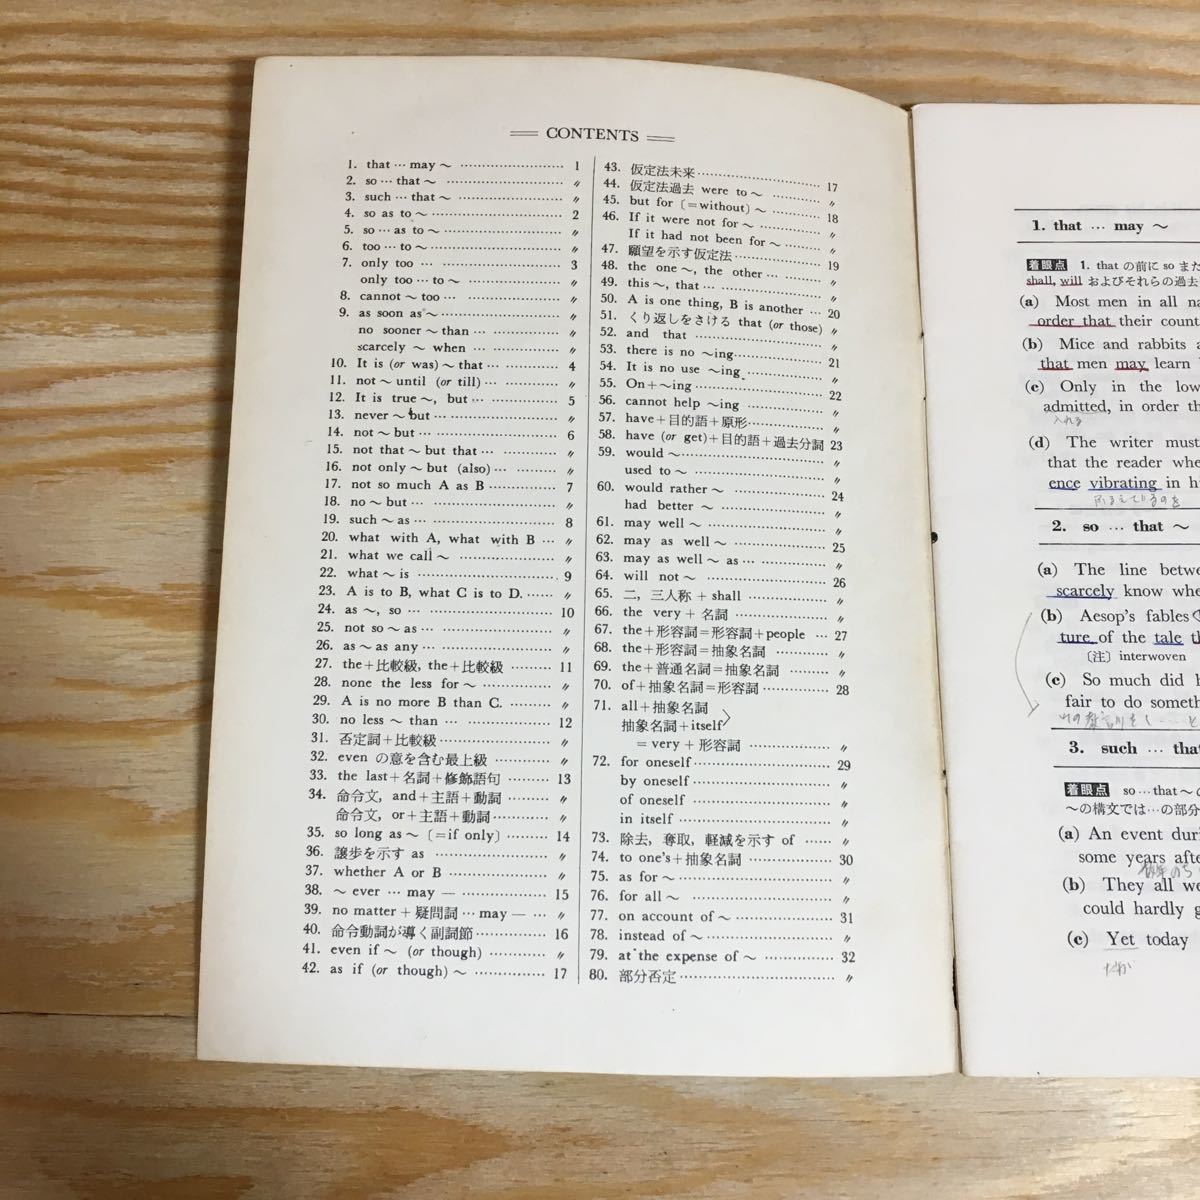 CONTENTS
1. that … may ～ 1
2. so … that ～ 〃
3. such … that ～ 〃
4. so as to ～ 2
5. so … as to ～ 〃
6. too … to ～ 〃
7. only too … 3
only too … to ～ 〃
8. cannot ～ too … 〃
9. as soon as ～ 〃
no sooner ～ than … 〃
scarcely ～ when … 〃
10. It is (or was) ～ that … 4
11. not ～ until (or till) … 〃
12. It is true ～, but … 5
13. never ～ but … 〃
14. not ～ but … 6
15. not that ～ but that … 〃
16. not only ～ but (also) … 〃
17. not so much A as B 7
18. no ～ but … 〃
19. such ～ as … 8
20. what with A, what with B … 〃
21. what we call ～ 〃
22. what ～ is 9
23. A is to B, what C is to D. 〃
24. as ～, so … 10
25. not so ～ as … 〃
26. as ～ as any … 〃
27. the＋比較級, the＋比較級 11
28. none the less for ～ 〃
29. A is no more B than C. 〃
30. no less ～ than … 12
31. 否定詞＋比較級 〃
32. even の意を含む最上級 〃
33. the last＋名詞＋修飾語句 13
34. 命令文, and＋主語＋動詞 〃
命令文, or＋主語＋動詞 〃
35. so long as ～ 〔=if only〕 14
36. 譲歩を示す as 〃
37. whether A or B 〃
38. ～ ever … may — 15
39. no matter＋疑問詞 … may — … 〃
40. 命令動詞が導く副詞節 16
41. even if ～ (or though) 〃
42. as if (or though) ～ 17
43. 仮定法未来 17
44. 仮定法過去 were to ～ 〃
45. but for 〔=without〕 ～ 18
46. If it were not for ～ 〃
If it had not been for ～ 〃
47. 願望を示す仮定法 19
48. the one ～, the other … 〃
49. this ～, that … 〃
50. A is one thing, B is another … 20
51. くり返しをさける that (or those) 〃
52. and that 〃
53. there is no ～ing 21
54. It is no use ～ing 〃
55. On＋～ing 22
56. cannot help ～ing 〃
57. have＋目的語＋原形 〃
58. have (or get)＋目的語＋過去分詞 23
59. would ～ 〃
used to ～ 〃
60. would rather ～ 24
had better ～ 〃
61. may well ～ 〃
62. may as well ～ 25
63. may as well ～ as … 〃
64. will not ～ 26
65. 二, 三人称＋shall 〃
66. the very＋名詞 〃
67. the＋形容詞＝形容詞＋people … 27
68. the＋形容詞＝抽象名詞 〃
69. the＋普通名詞＝抽象名詞 〃
70. of＋抽象名詞＝形容詞 28
71. all＋抽象名詞
抽象名詞＋itself
＝very＋形容詞 〃
72. for oneself 29
by oneself 〃
of oneself 〃
in itself 〃
73. 除去, 奪取, 軽減を示す of 〃
74. to one's＋抽象名詞 30
75. as for ～ 〃
76. for all ～ 〃
77. on account of ～ 31
78. instead of ～ 〃
79. at the expense of ～ 32
80. 部分否定 〃
1. that … may ～
着眼点 1. that の前に so また
shall, will およびそれらの過去
(a) Most men in all na
order that their count
(b) Mice and rabbits a
that men may learn
(c) Only in the low
admitted, in order th
入れる
(d) The writer must
that the reader whe
ence vibrating in h
ふるえているのを
2. so … that ～
(a) The line betwe
scarcely know whe
(b) Aesop's fables
ture of the tale th
〔注〕 interwoven
(c) So much did h
fair to do someth
3. such … tha
着眼点 so … that ～の
～の構文では…の部分
(a) An event duri
some years afte
(b) They all we
could hardly g
(c) Yet today
だが